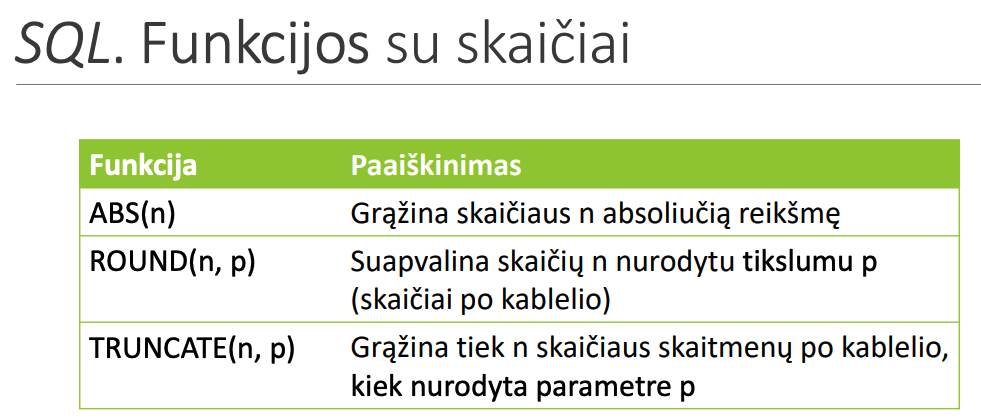 SQL. Funkcijos su skaičiai
Funkcija Paaiškinimas
ABS(n) Grąžina skaičiaus n absoliučią reikšmę
ROUND(n, p) Suapvalina skaičių n nurodytu tikslumu p
(skaičiai po kablelio)
TRUNCATE(n, p) Grąžina tiek n skaičiaus skaitmenų po kablelio,
kiek nurodyta parametre p